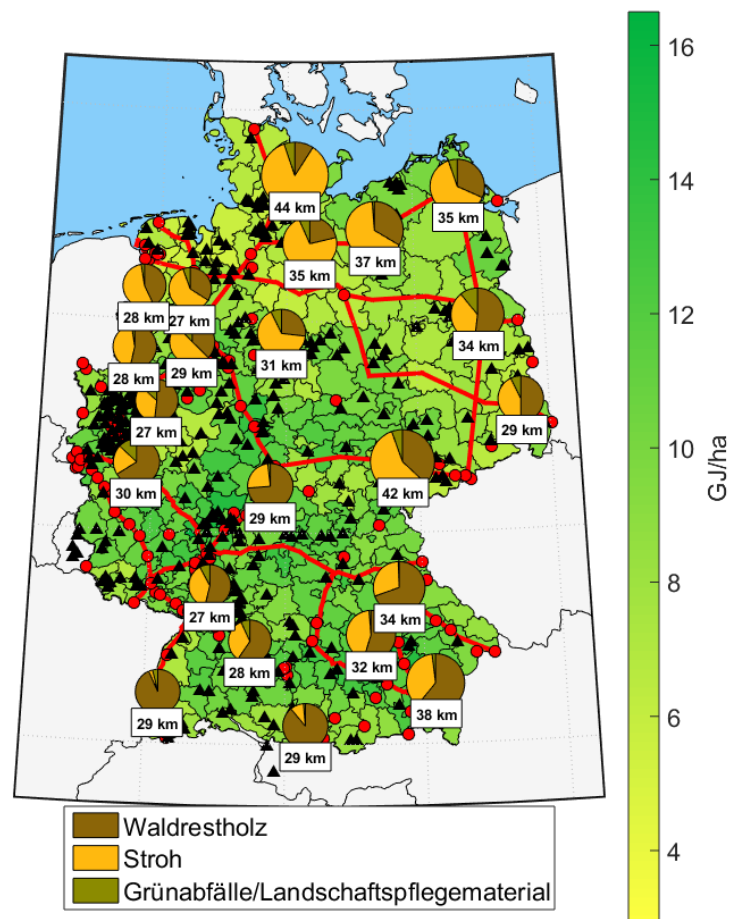 16
14
12
10
8
6
4
GJ/ha
44 km
35 km
37 km
35 km
28 km
27 km
34 km
31 km
29 km
28 km
29 km
27 km
42 km
30 km
29 km
27 km
34 km
32 km
28 km
38 km
29 km
29 km
Waldrestholz
Stroh
Grünabfälle/Landschaftspflegematerial